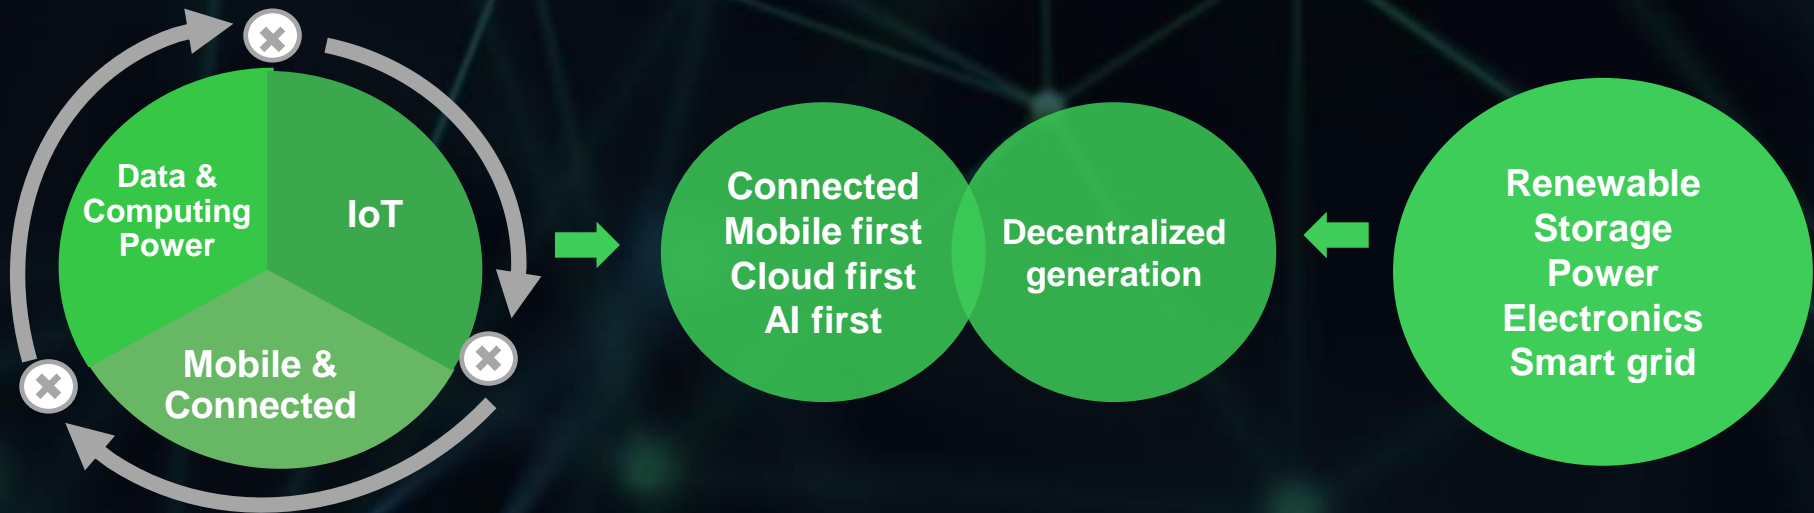 Data &
Computing
Power
IoT
Mobile &
Connected
Connected
Mobile first
Cloud first
AI first
Decentralized
generation
Renewable
Storage
Power
Electronics
Smart grid